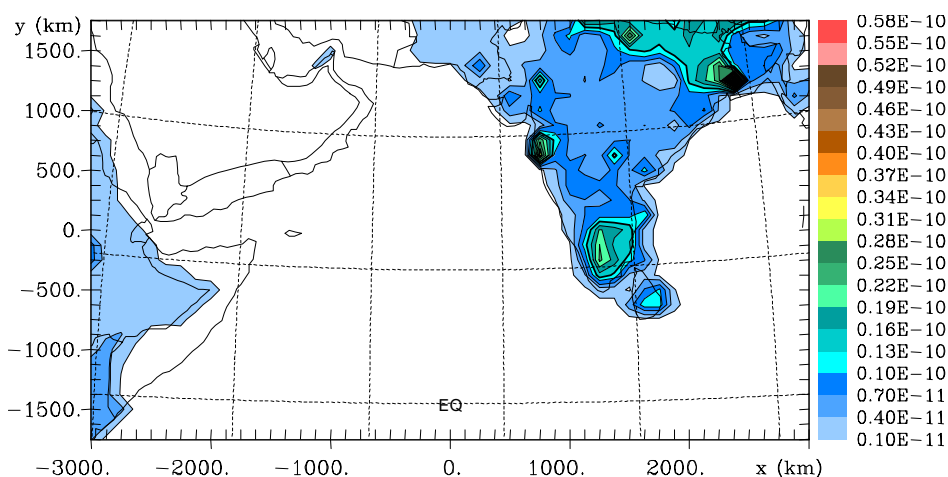 y (km)
1500.
1000.
500.
0.
-500.
-1000.
-1500.
EQ
-3000.
-2000.
-1000.
0.
1000.
2000.
x (km)
0.58E-10
0.55E-10
0.52E-10
0.49E-10
0.46E-10
0.43E-10
0.40E-10
0.37E-10
0.34E-10
0.31E-10
0.28E-10
0.25E-10
0.22E-10
0.19E-10
0.16E-10
0.13E-10
0.10E-10
0.70E-11
0.40E-11
0.10E-11